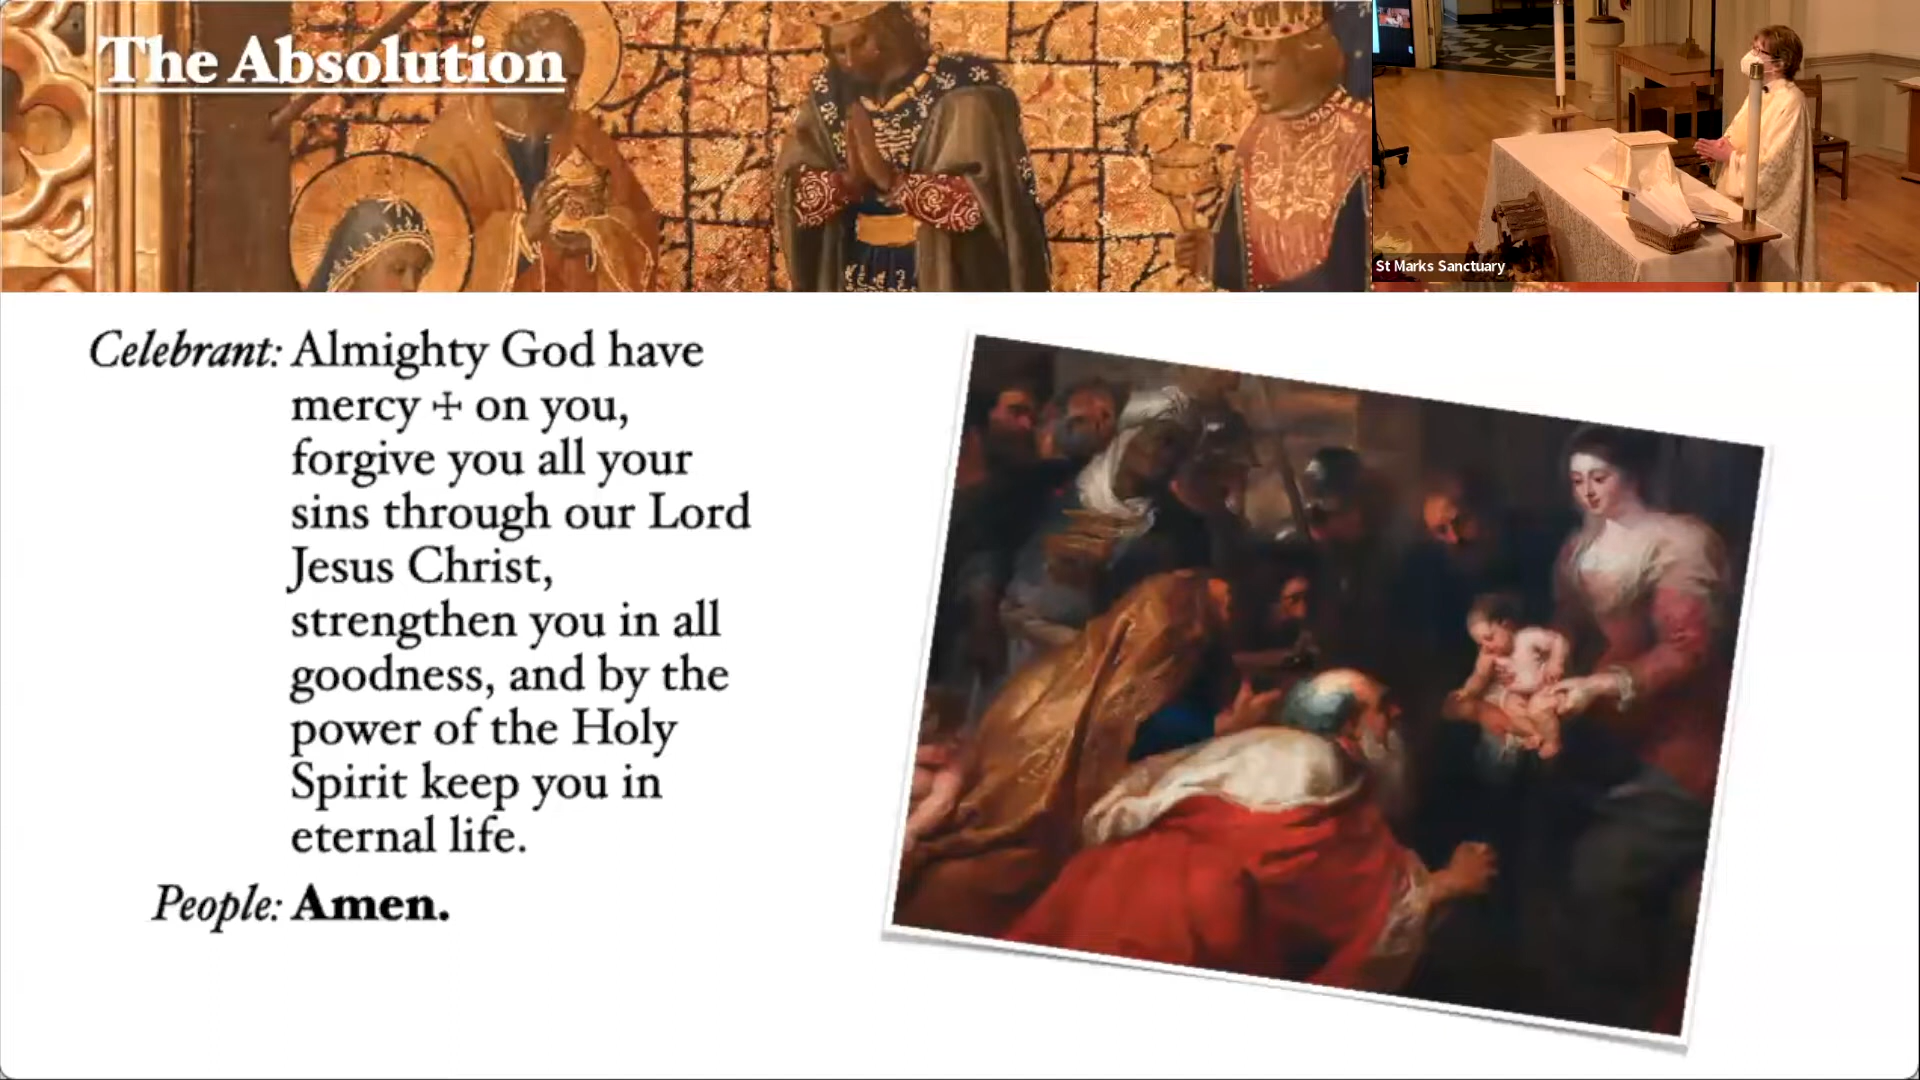 The Absolution
St Marks Sanctuary
Celebrant: Almighty God have
mercy ☩ on you,
forgive you all your
sins through our Lord
Jesus Christ,
strengthen you in all
goodness, and by the
power of the Holy
Spirit keep you in
eternal life.
People: Amen.